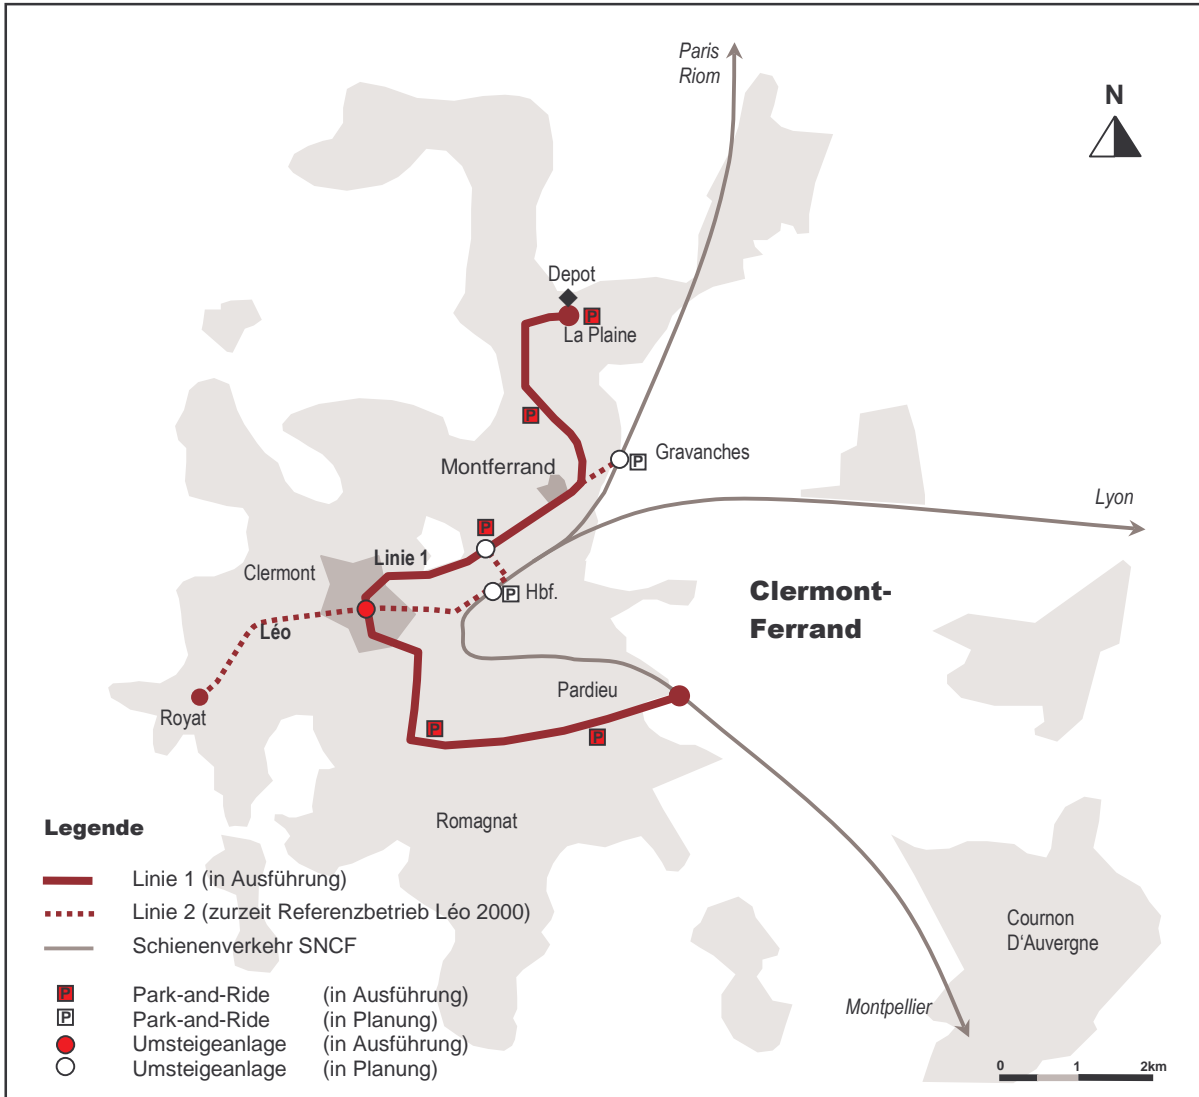 Paris
Riom
N
Depot
P
La Plaine
P
Montferrand
Gravanches
P
Lyon
P
Linie 1
Clermont
Hbf.
P
Clermont-
Ferrand
Léo
Pardieu
Royat
P
P
Romagnat
Legende
Linie 1 (in Ausführung)
Linie 2 (zurzeit Referenzbetrieb Léo 2000)
Schienenverkehr SNCF
Cournon
D'Auvergne
P Park-and-Ride (in Ausführung)
P Park-and-Ride (in Planung)
Umsteigeanlage (in Ausführung)
Umsteigeanlage (in Planung)
Montpellier
0 1 2km